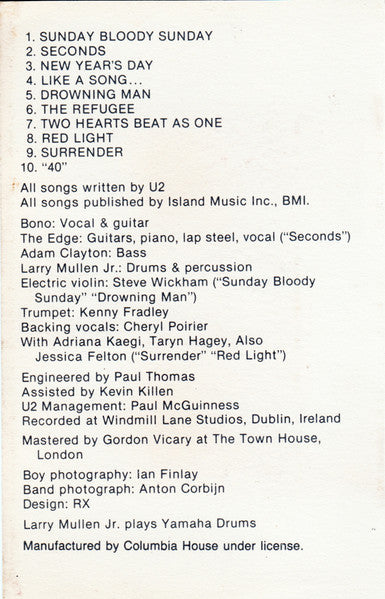 1. SUNDAY BLOODY SUNDAY
2. SECONDS
3. NEW YEAR'S DAY
4. LIKE A SONG...
5. DROWNING MAN
6. THE REFUGEE
7. TWO HEARTS BEAT AS ONE
8. RED LIGHT
9. SURRENDER
10. "40"
All songs written by U2
All songs published by Island Music Inc., BMI.
Bono: Vocal & guitar
The Edge: Guitars, piano, lap steel, vocal ("Seconds")
Adam Clayton: Bass
Larry Mullen Jr.: Drums & percussion
Electric violin: Steve Wickham ("Sunday Bloody
Sunday" "Drowning Man")
Trumpet: Kenny Fradley
Backing vocals: Cheryl Poirier
With Adriana Kaegi, Taryn Hagey, Also
Jessica Felton ("Surrender" "Red Light")
Engineered by Paul Thomas
Assisted by Kevin Killen
U2 Management: Paul McGuinness
Recorded at Windmill Lane Studios, Dublin, Ireland
Mastered by Gordon Vicary at The Town House,
London
Boy photography: Ian Finlay
Band photograph: Anton Corbijn
Design: RX
Larry Mullen Jr. plays Yamaha Drums
Manufactured by Columbia House under license.